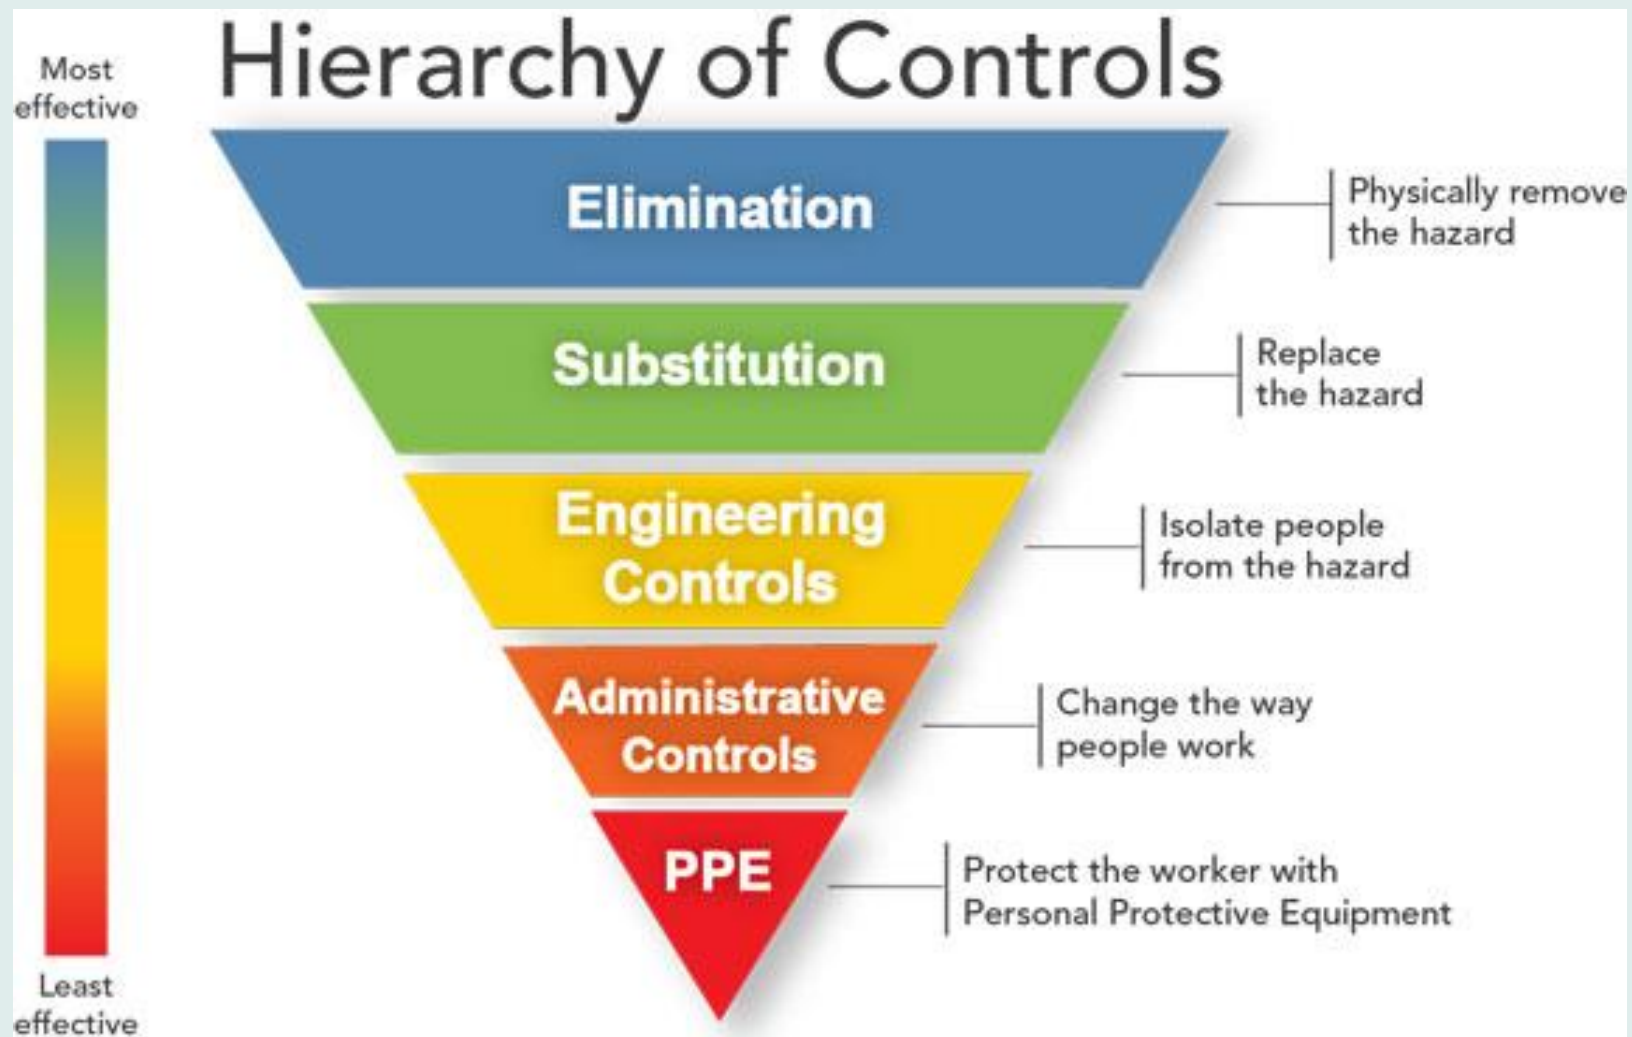 Hierarchy of Controls
Most
effective
Elimination
Physically remove
the hazard
Substitution
Replace
the hazard
Engineering
Controls
Isolate people
from the hazard
Administrative
Controls
Change the way
people work
PPE
Protect the worker with
Personal Protective Equipment
Least
effective